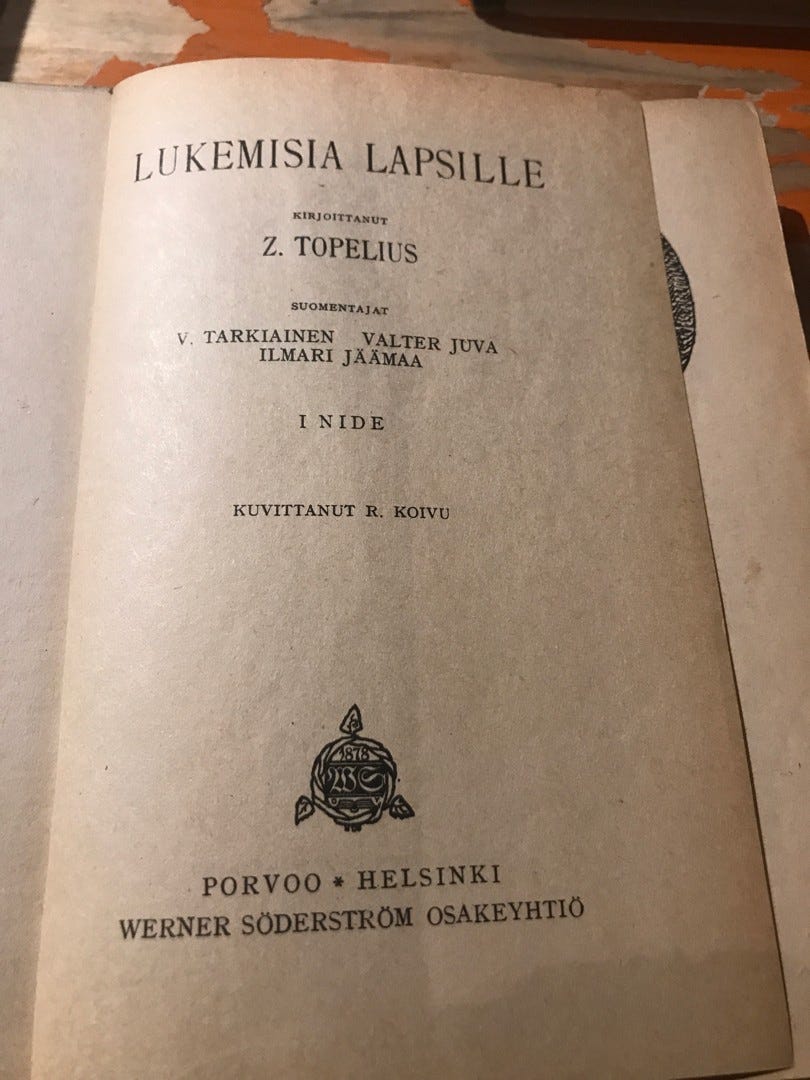 LUKEMISIA LAPSILLE
KIRJOITTANUT
Z. TOPELIUS
SUOMENTAJAT
V. TARKIAINEN VALTER JUVA
ILMARI JÄÄMAA
I NIDE
KUVITTANUT R. KOIVU
1878
WS
PORVOO * HELSINKI
WERNER SÖDERSTRÖM OSAKEYHTIÖ